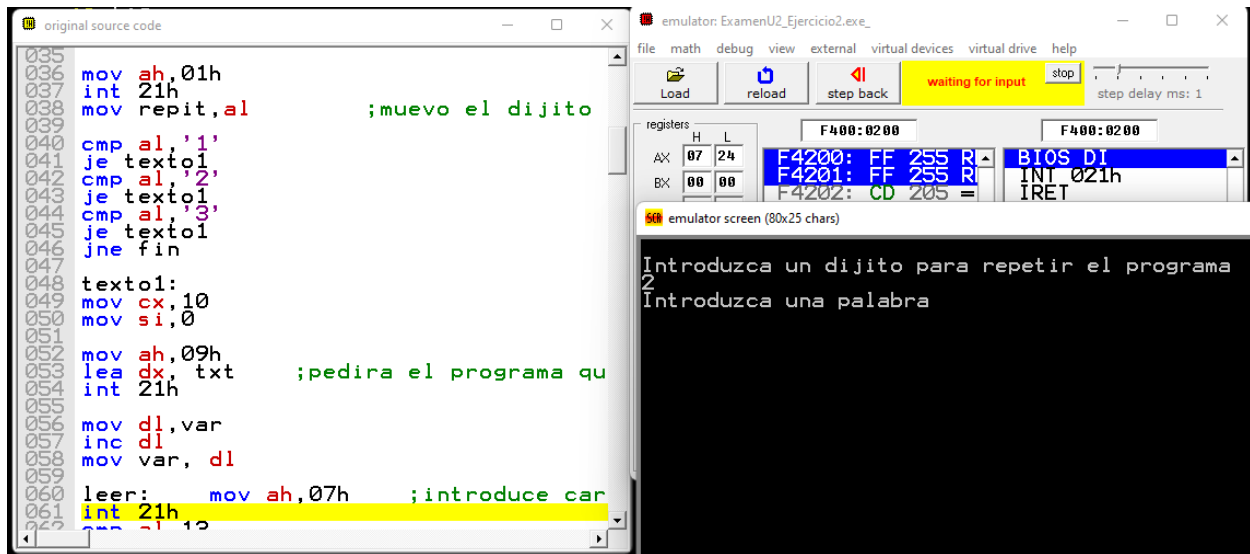 original source code
035
036 mov ah,01h
037 int 21h
038 mov repit,al ;muevo el dijito
039
040 cmp al,'1'
041 je texto1
042 cmp al,'2'
043 je texto1
044 cmp al,'3'
045 je texto1
046 jne fin
047
048 texto1:
049 mov cx,10
050 mov si,0
051
052 mov ah,09h
053 lea dx, txt ;pedira el programa qu
054 int 21h
055
056 mov dl,var
057 inc dl
058 mov var, dl
059
060 leer: mov ah,07h ;introduce car
061 int 21h
062 cmp al,13
emulator: ExamenU2_Ejercicio2.exe_
file math debug view external virtual devices virtual drive help
Load reload step back waiting for input stop step delay ms: 1
registers
H L
AX 07 24
BX 00 00
F400:0200 F400:0200
F4200: FF 255 R BIOS DI
F4201: FF 255 R INT 021h
F4202: CD 205 = IRET
emulator screen (80x25 chars)
Introduzca un dijito para repetir el programa
2
Introduzca una palabra